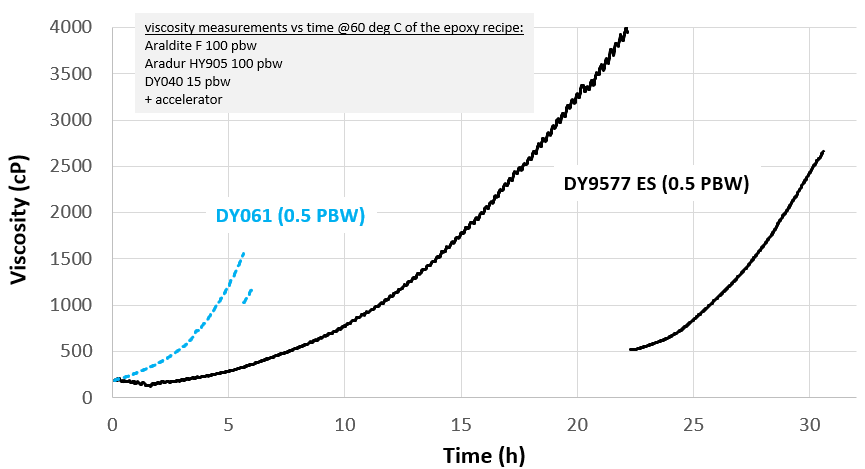 viscosity measurements vs time @60 deg C of the epoxy recipe:
Araldite F 100 pbw
Aradur HY905 100 pbw
DY040 15 pbw
+ accelerator
4000
3500
3000
2500
2000
1500
1000
500
0
Viscosity (cP)
DY061 (0.5 PBW)
DY9577 ES (0.5 PBW)
0 5 10 15 20 25 30
Time (h)